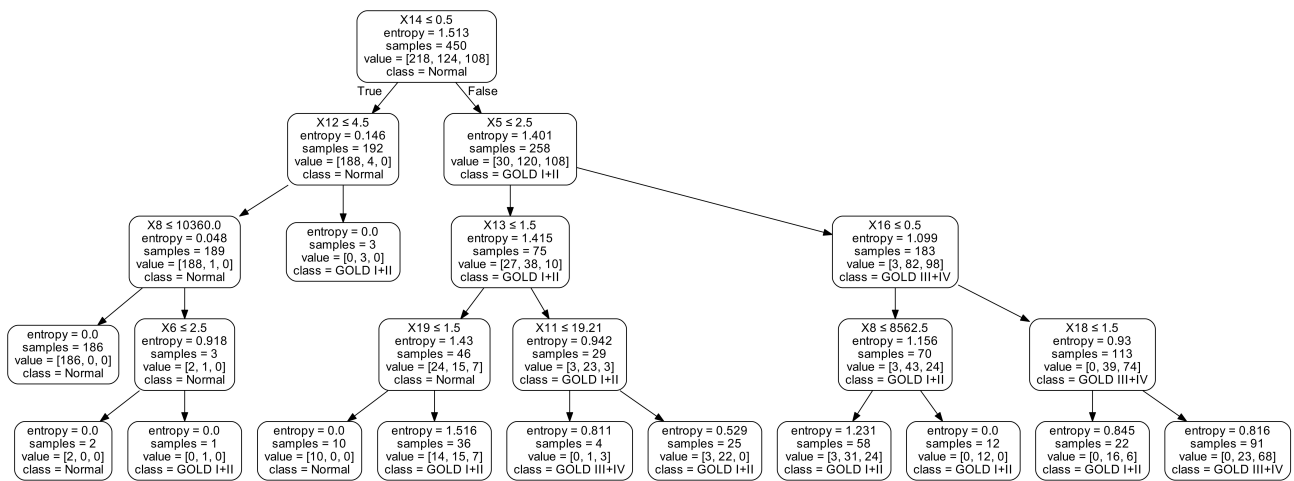 X14 ≤ 0.5
entropy = 1.513
samples = 450
value = [218, 124, 108]
class = Normal
True
False
X12 ≤ 4.5
entropy = 0.146
samples = 192
value = [188, 4, 0]
class = Normal
X5 ≤ 2.5
entropy = 1.401
samples = 258
value = [30, 120, 108]
class = GOLD I+II
X8 ≤ 10360.0
entropy = 0.048
samples = 189
value = [188, 1, 0]
class = Normal
entropy = 0.0
samples = 3
value = [0, 3, 0]
class = GOLD I+II
X13 ≤ 1.5
entropy = 1.415
samples = 75
value = [27, 38, 10]
class = GOLD I+II
X16 ≤ 0.5
entropy = 1.099
samples = 183
value = [3, 82, 98]
class = GOLD III+IV
entropy = 0.0
samples = 186
value = [186, 0, 0]
class = Normal
X6 ≤ 2.5
entropy = 0.918
samples = 3
value = [2, 1, 0]
class = Normal
X19 ≤ 1.5
entropy = 1.43
samples = 46
value = [24, 15, 7]
class = Normal
X11 ≤ 19.21
entropy = 0.942
samples = 29
value = [3, 23, 3]
class = GOLD I+II
X8 ≤ 8562.5
entropy = 1.156
samples = 70
value = [3, 43, 24]
class = GOLD I+II
X18 ≤ 1.5
entropy = 0.93
samples = 113
value = [0, 39, 74]
class = GOLD III+IV
entropy = 0.0
samples = 2
value = [2, 0, 0]
class = Normal
entropy = 0.0
samples = 1
value = [0, 1, 0]
class = GOLD I+II
entropy = 0.0
samples = 10
value = [10, 0, 0]
class = Normal
entropy = 1.516
samples = 36
value = [14, 15, 7]
class = GOLD I+II
entropy = 0.811
samples = 4
value = [0, 1, 3]
class = GOLD III+IV
entropy = 0.529
samples = 25
value = [3, 22, 0]
class = GOLD I+II
entropy = 1.231
samples = 58
value = [3, 31, 24]
class = GOLD I+II
entropy = 0.0
samples = 12
value = [0, 12, 0]
class = GOLD I+II
entropy = 0.845
samples = 22
value = [0, 16, 6]
class = GOLD I+II
entropy = 0.816
samples = 91
value = [0, 23, 68]
class = GOLD III+IV